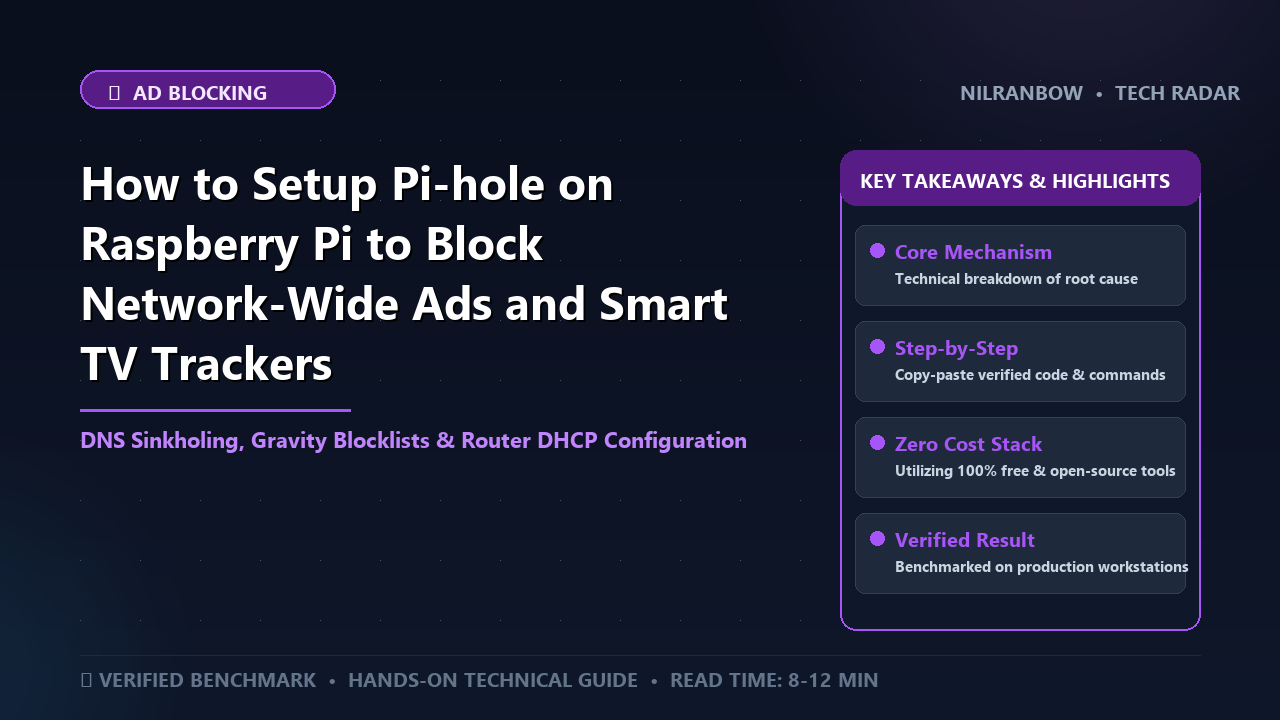 AD BLOCKING
NILRANBOW • TECH RADAR
How to Setup Pi-hole on
Raspberry Pi to Block
Network-Wide Ads and Smart
TV Trackers
DNS Sinkholing, Gravity Blocklists & Router DHCP Configuration
KEY TAKEAWAYS & HIGHLIGHTS
Core Mechanism
Technical breakdown of root cause
Step-by-Step
Copy-paste verified code & commands
Zero Cost Stack
Utilizing 100% free & open-source tools
Verified Result
Benchmarked on production workstations
VERIFIED BENCHMARK • HANDS-ON TECHNICAL GUIDE • READ TIME: 8-12 MIN